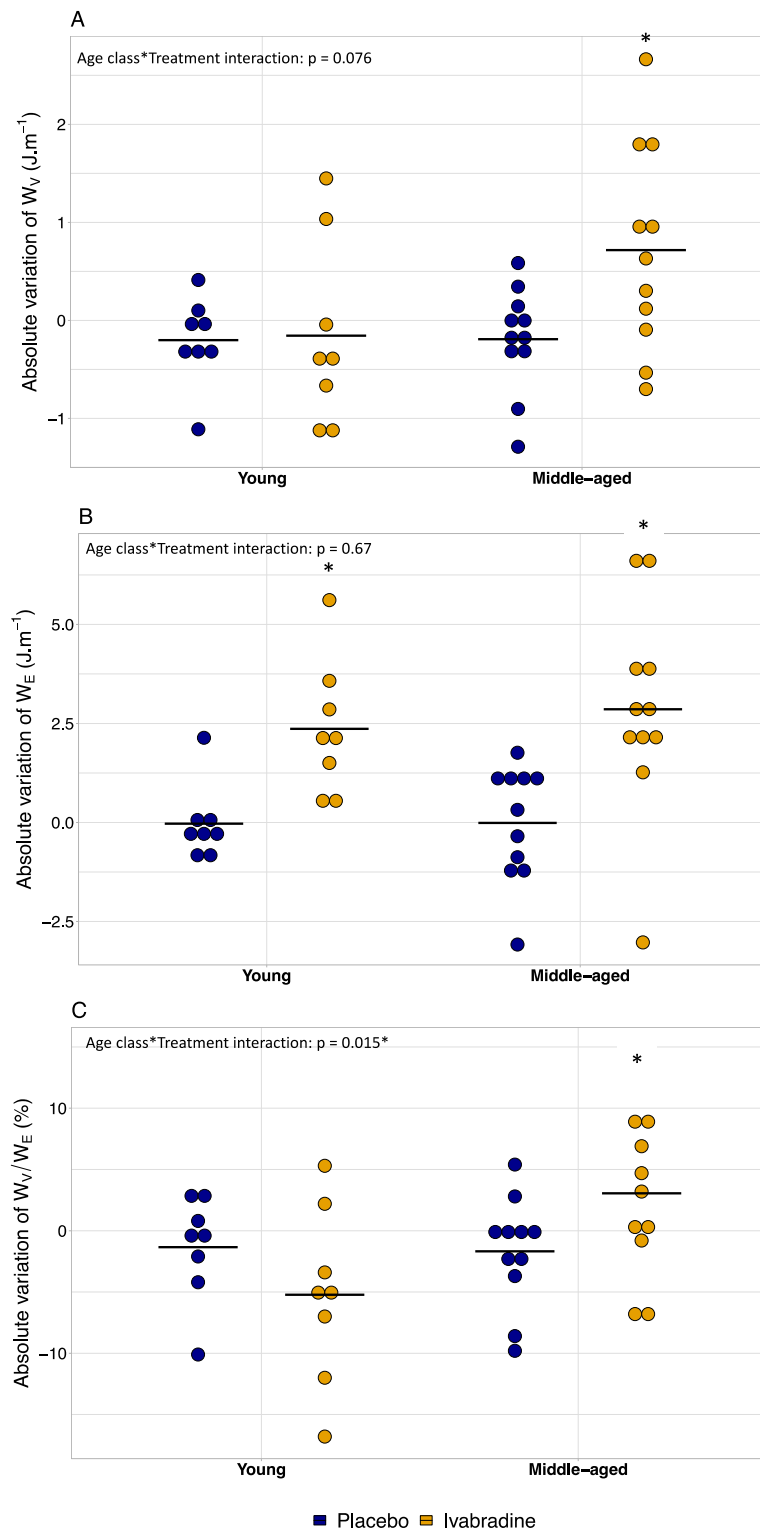 A
Age class*Treatment interaction: p = 0.076
*
Absolute variation of W_V (J.m⁻¹)
2
1
0
−1
Young Middle−aged
B
Age class*Treatment interaction: p = 0.67
*
*
Absolute variation of W_E (J.m⁻¹)
5.0
2.5
0.0
−2.5
Young Middle−aged
C
Age class*Treatment interaction: p = 0.015*
*
Absolute variation of W_V/W_E (%)
10
0
−10
Young Middle−aged
Placebo Ivabradine